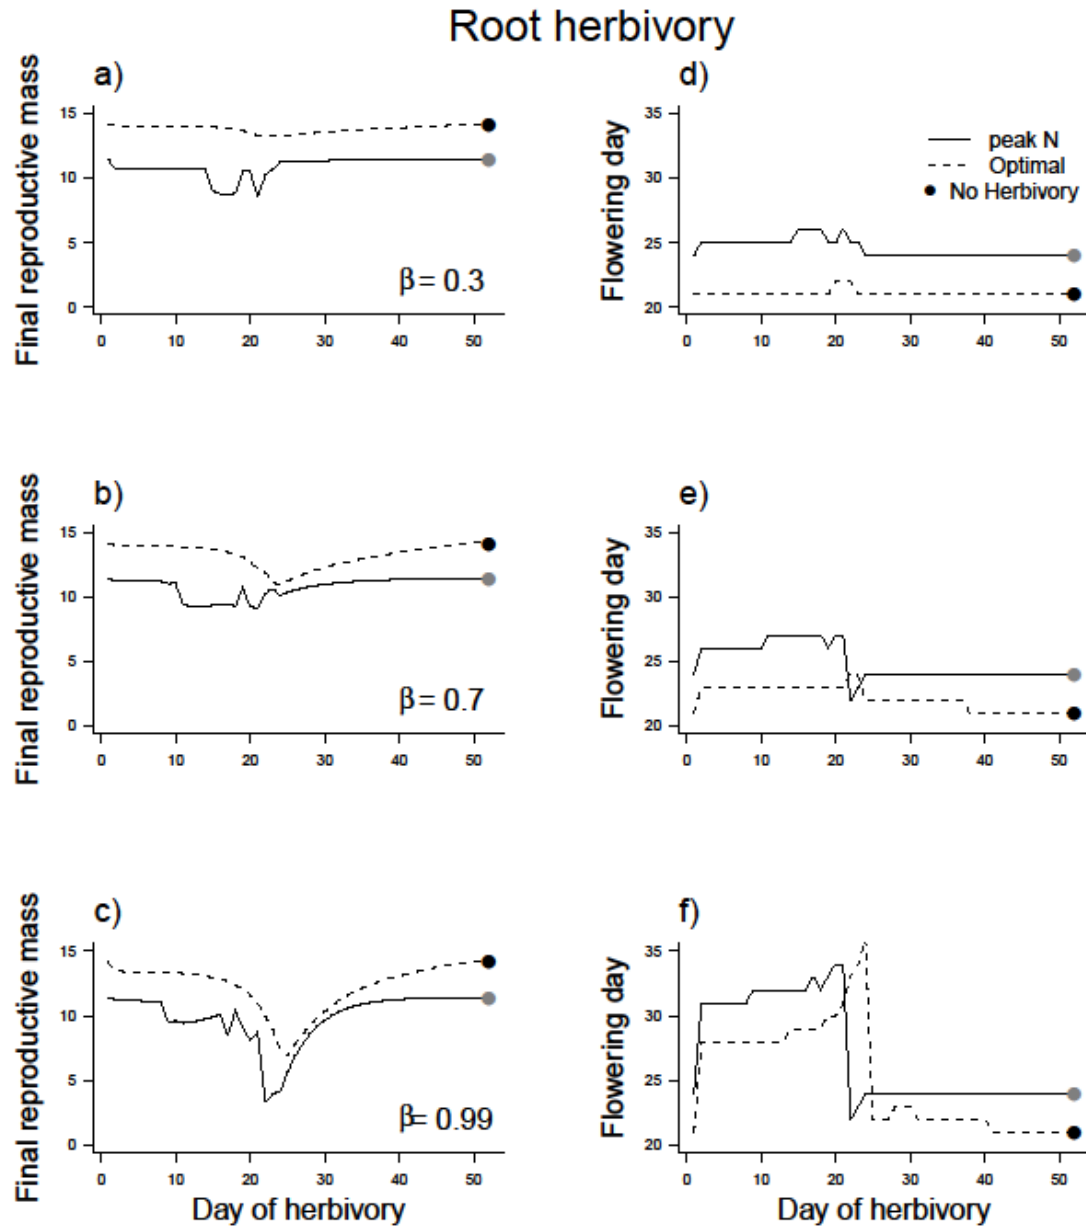 Root herbivory
a)
Final reproductive mass
15
10
5
0
β = 0.3
0 10 20 30 40 50
d)
Flowering day
35
30
25
20
peak N
Optimal
No Herbivory
0 10 20 30 40 50
b)
Final reproductive mass
15
10
5
0
β = 0.7
0 10 20 30 40 50
e)
Flowering day
35
30
25
20
0 10 20 30 40 50
c)
Final reproductive mass
15
10
5
0
β = 0.99
0 10 20 30 40 50
Day of herbivory
f)
Flowering day
35
30
25
20
0 10 20 30 40 50
Day of herbivory